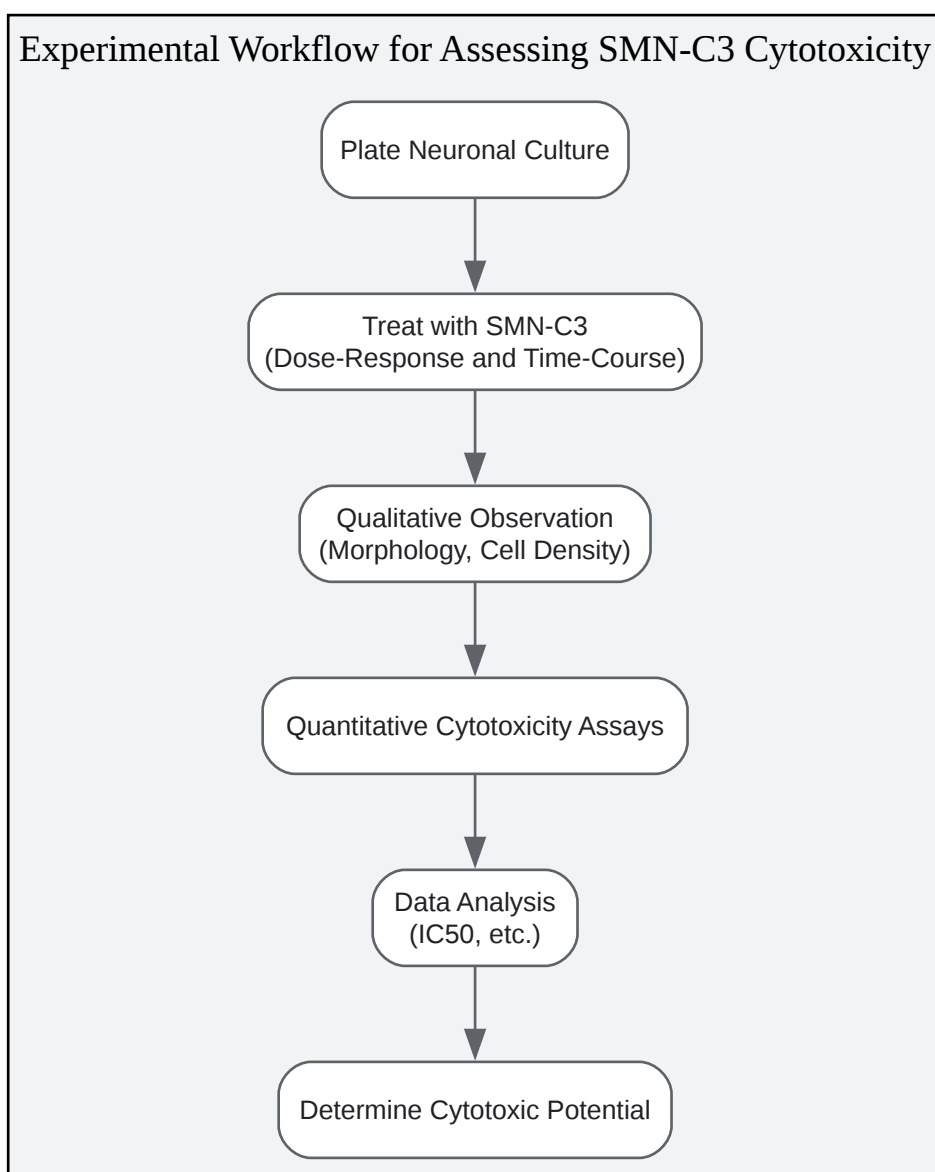 Experimental Workflow for Assessing SMN-C3 Cytotoxicity
Plate Neuronal Culture
Treat with SMN-C3
(Dose-Response and Time-Course)
Qualitative Observation
(Morphology, Cell Density)
Quantitative Cytotoxicity Assays
Data Analysis
(IC50, etc.)
Determine Cytotoxic Potential